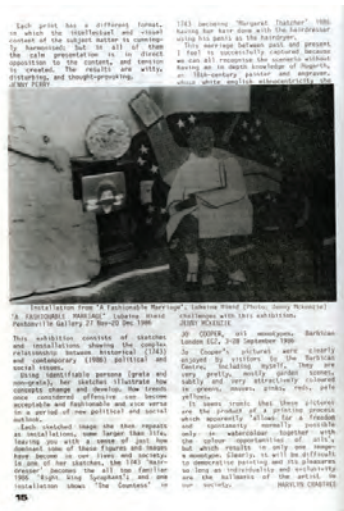 Each print has a different format,
in which the intellectual and visual
content of the subject matter is cunning-
ly harmonised; but in all of them
the calm presentation is in direct
opposition to the content, and tension
is created. The results are witty,
disturbing, and thought-provoking.
JENNY PERRY
1743 becoming "Margaret Thatcher" 1986
having her hair done with the hairdresser
using his penis as the hairdryer.
This marriage between past and present
I feel is successfully captured because
we can all recognise the scenario without
having an in depth knowledge of Hogarth,
an 18th-century painter and engraver,
whose white english ethnocentricity she
Installation from "A Fashionable Marriage", Lubaina Himid (Photo, Jenny McKenzie)
"A FASHIONABLE MARRIAGE" Lubaina Himid
Pentonville Gallery 27 Nov-20 Dec 1986
This exhibition consists of sketches
and installations showing the complex
relationship between historical (1743)
and contemporary (1986) political and
social issues.
Using identifiable persons (grata and
non-grata), her sketches illustrate how
concepts change and develop. How trends
once considered offensive can become
acceptable and fashionable and vice versa
in a period of new political and social
outlook.
Each sketched image she then repeats
as installations, some larger than life,
leaving you with a sense of just how
dominant some of these figures and images
have become in our lives and society;
in one of her sketches, the 1743 "hair-
dresser" becomes the all too familiar
1986 "Right Wing Sycophant"; and one
installation shows "The Countess" in
challenges with this exhibition.
JENNY MCKENZIE
JO COOPER, oil monotypes. Barbican
London EC2, 3-28 September 1986
Jo Cooper's pictures were clearly
enjoyed by visitors to the Barbican
Centre, including myself. They are
very pretty, mostly garden scenes,
subtly and very attractively coloured
in greens, mauves, greys, reds, pale
yellows.
It seems ironic that these pictures
are the product of a printing process
which apparently "allows for a freedom
and spontaneity normally possible
only in watercolour together with
the colour opportunities of oils",
but which results in only one image:
a monotype. Clearly, it will be difficult
to democratise painting and its pleasures
so long as individuality and exclusivity
are the hallmarks of the artist in
our society. MARILYN CRABTREE
16